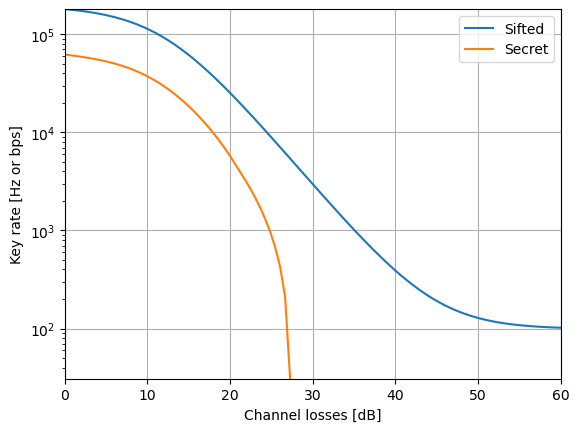 Key rate [Hz or bps]
10⁵
10⁴
10³
10²
Sifted
Secret
0 10 20 30 40 50 60
Channel losses [dB]